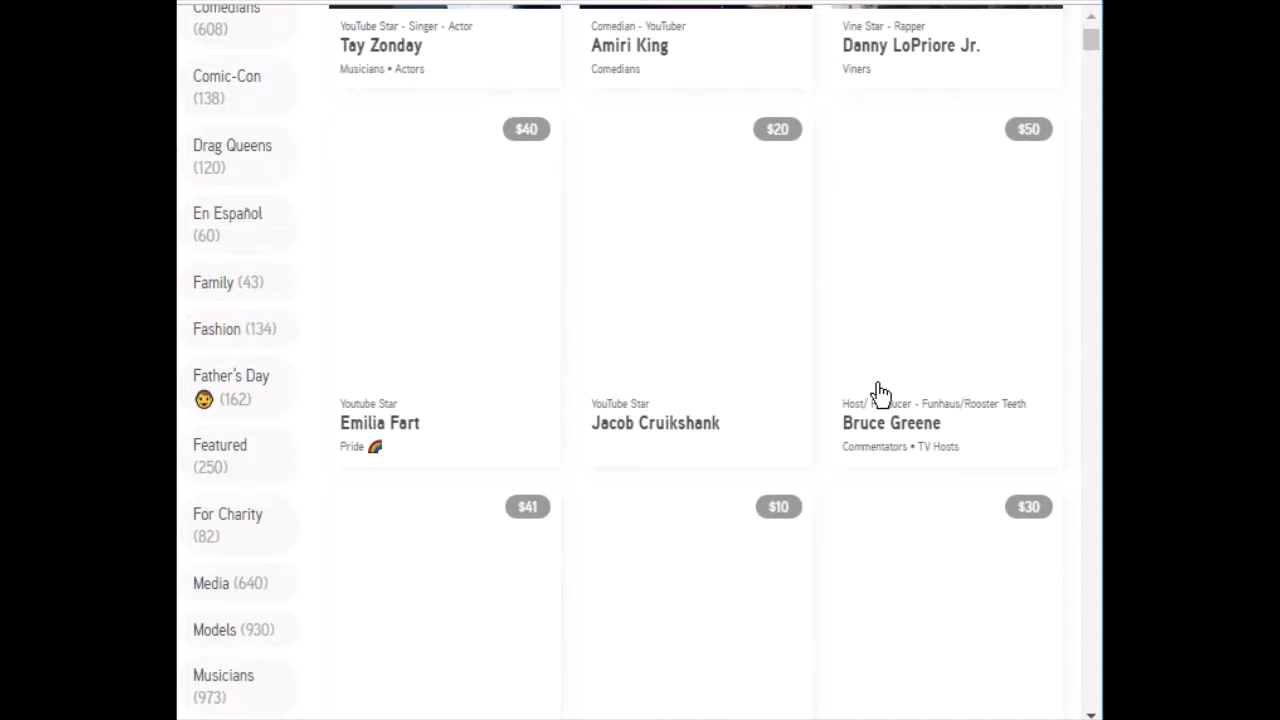 Comedians
(608)
Comic-Con
(138)
Drag Queens
(120)
En Español
(60)
Family (43)
Fashion (134)
Father's Day
👨 (162)
Featured
(250)
For Charity
(82)
Media (640)
Models (930)
Musicians
(973)
YouTube Star - Singer - Actor
Tay Zonday
Musicians • Actors
Comedian - YouTuber
Amiri King
Comedians
Vine Star - Rapper
Danny LoPriore Jr.
Viners
$40
Youtube Star
Emilia Fart
Pride 🌈
$20
YouTube Star
Jacob Cruikshank
$50
Host/ - Funhaus/Rooster Teeth
Bruce Greene
Commentators • TV Hosts
$41
$10
$30